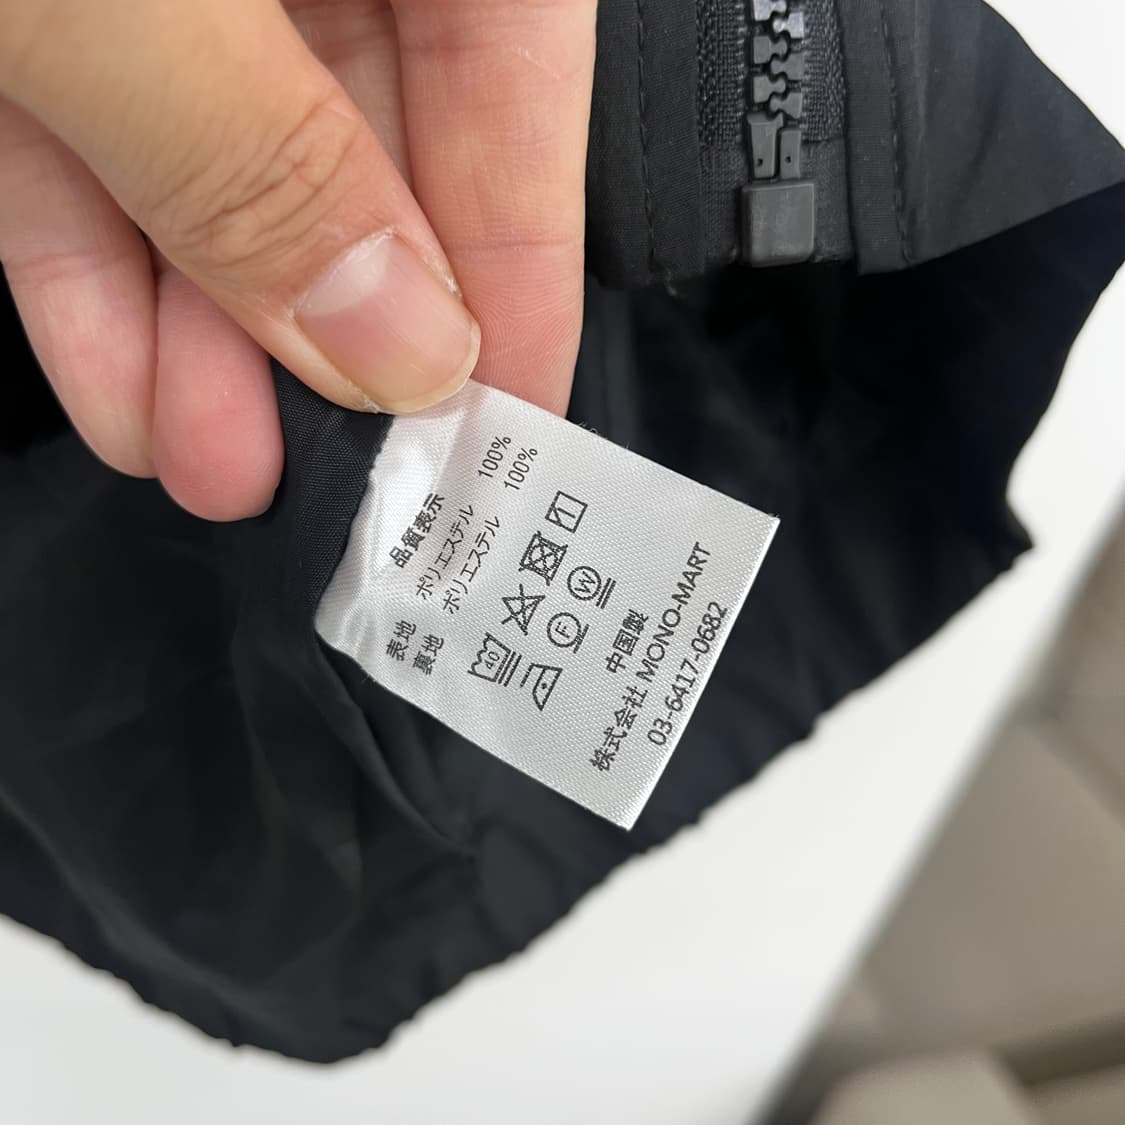 品質表示
表地 ポリエステル 100%
裏地 ポリエステル 100%
40
F W
中国製
株式会社 MONO-MART
03-6417-0682